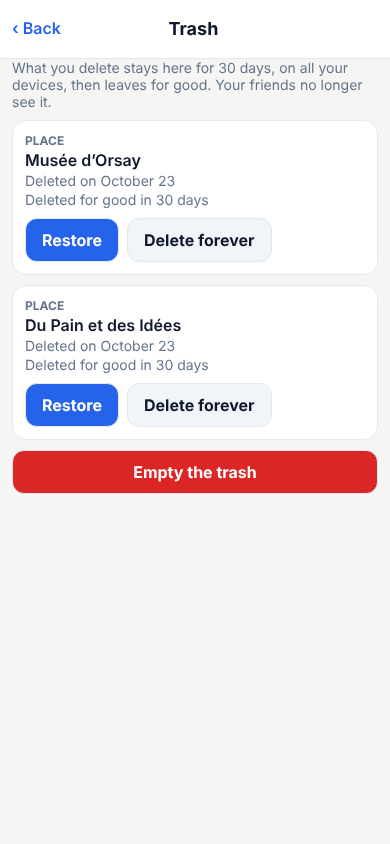 ‹ Back
Trash
What you delete stays here for 30 days, on all your
devices, then leaves for good. Your friends no longer
see it.
PLACE
Musée d’Orsay
Deleted on October 23
Deleted for good in 30 days
Restore
Delete forever
PLACE
Du Pain et des Idées
Deleted on October 23
Deleted for good in 30 days
Restore
Delete forever
Empty the trash